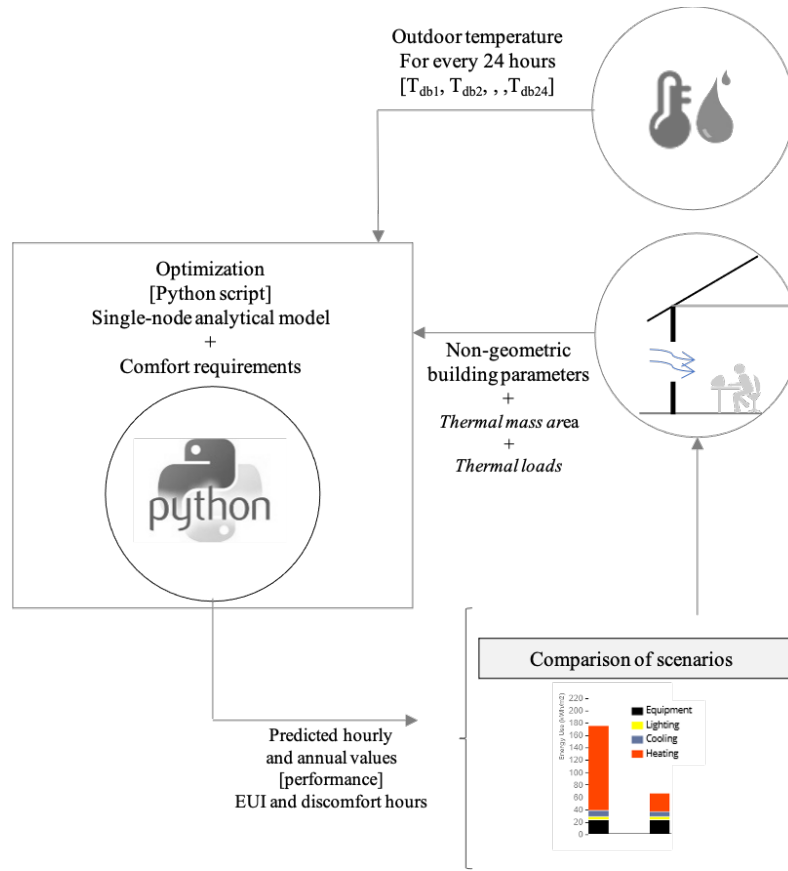 Outdoor temperature
For every 24 hours
[Tdb1, Tdb2, , ,Tdb24]
Optimization
[Python script]
Single-node analytical model
+
Comfort requirements
python
Non-geometric
building parameters
+
Thermal mass area
+
Thermal loads
Predicted hourly
and annual values
[performance]
EUI and discomfort hours
Comparison of scenarios
220
200
180
160
140
120
100
80
60
40
20
0
Equipment
Lighting
Cooling
Heating